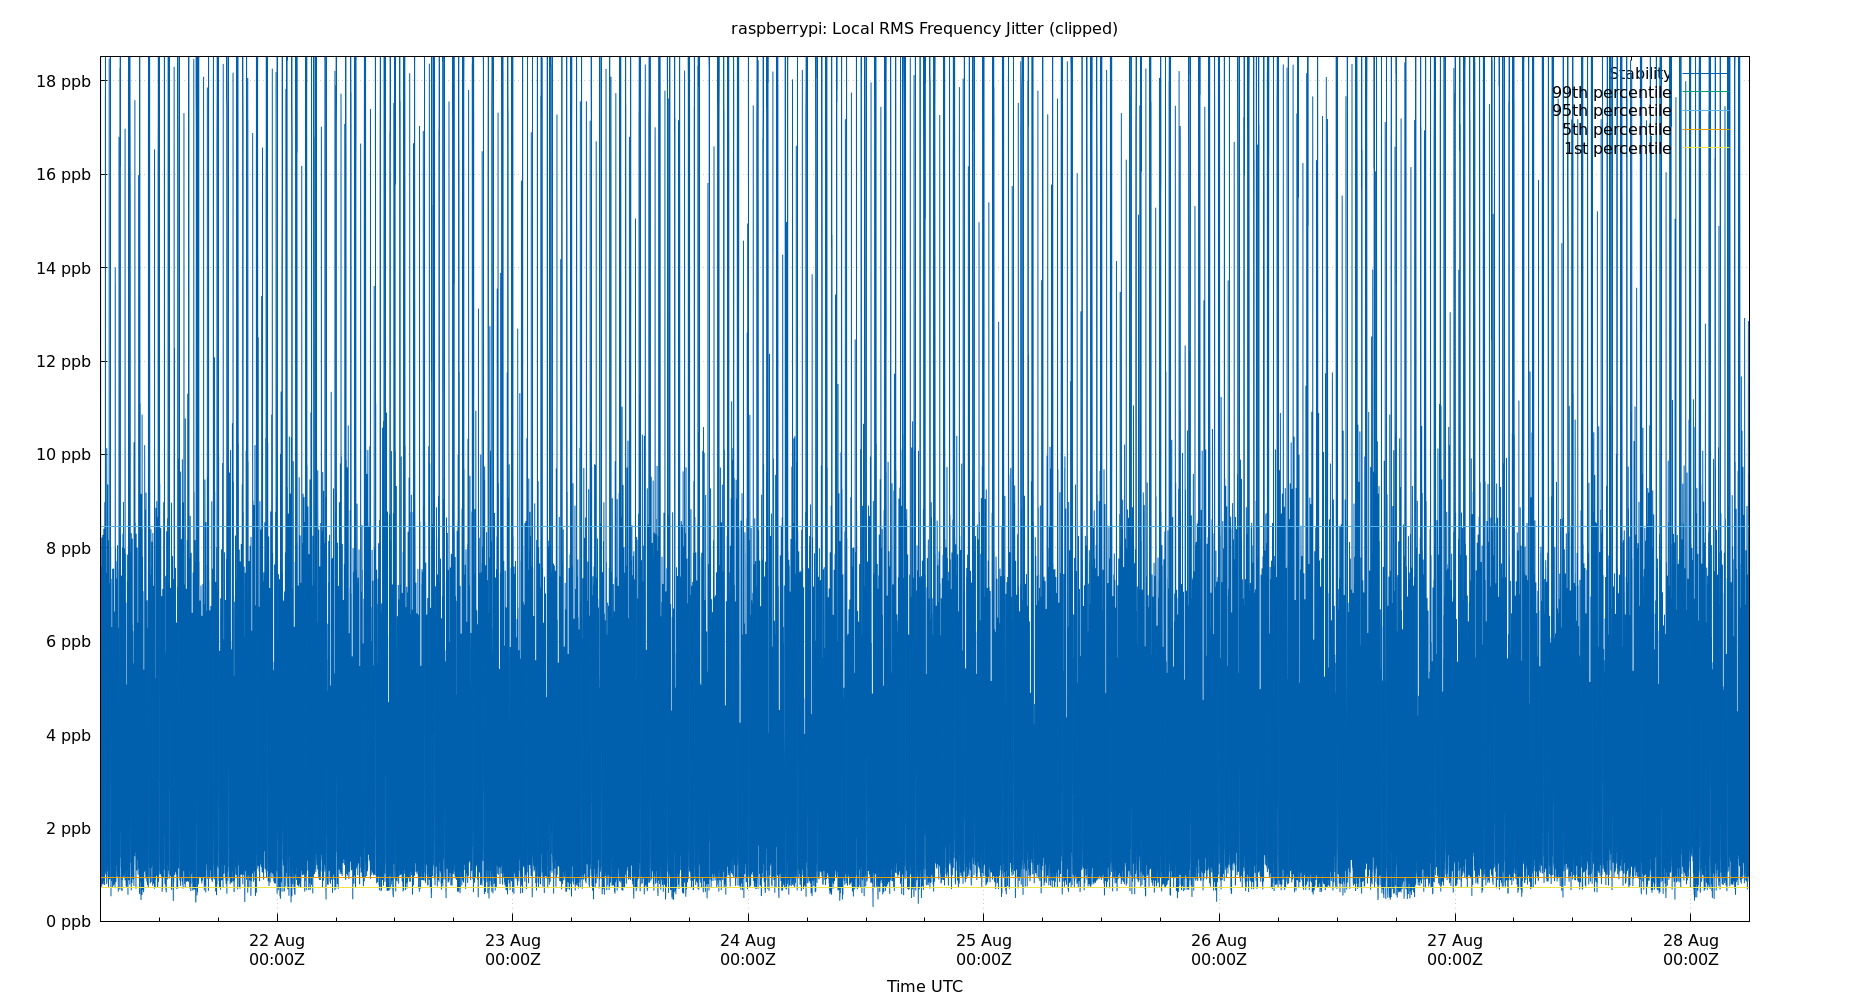 raspberrypi: Local RMS Frequency Jitter (clipped)
18 ppb
16 ppb
14 ppb
12 ppb
10 ppb
8 ppb
6 ppb
4 ppb
2 ppb
0 ppb
Stability
99th percentile
95th percentile
5th percentile
1st percentile
22 Aug 23 Aug 24 Aug 25 Aug 26 Aug 27 Aug 28 Aug
00:00Z 00:00Z 00:00Z 00:00Z 00:00Z 00:00Z 00:00Z
Time UTC